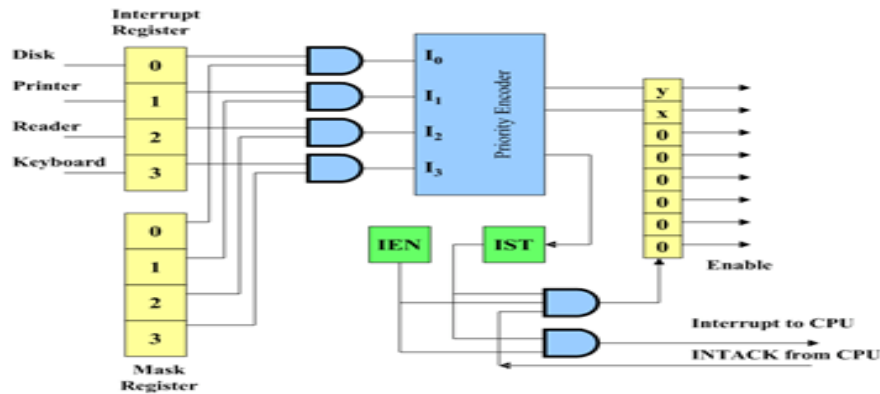 Interrupt
Register
Disk
0
Printer
1
Reader
2
Keyboard
3
I0
I1
I2
I3
Priority Encoder
y
x
0
0
0
0
0
0
Enable
0
1
2
3
Mask
Register
IEN
IST
Interrupt to CPU
INTACK from CPU